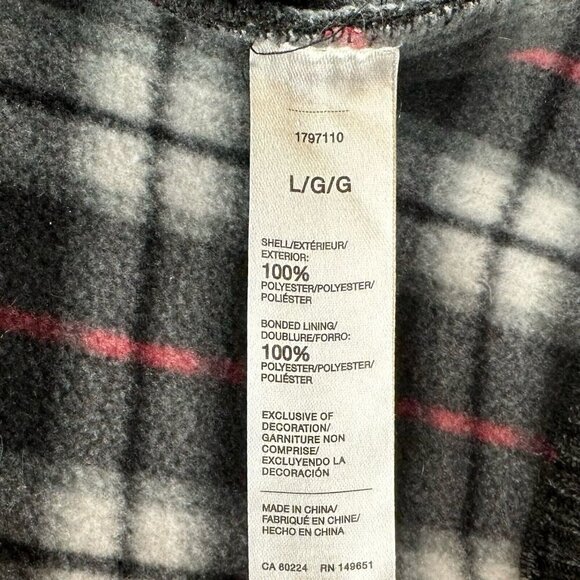 1797110
L/G/G
SHELL/EXTÉRIEUR/
EXTERIOR:
100%
POLYESTER/POLYESTER/
POLIÉSTER
BONDED LINING/
DOUBLURE/FORRO:
100%
POLYESTER/POLYESTER/
POLIÉSTER
EXCLUSIVE OF
DECORATION/
GARNITURE NON
COMPRISE/
EXCLUYENDO LA
DECORACIÓN
MADE IN CHINA/
FABRIQUÉ EN CHINE/
HECHO EN CHINA
CA 60224 RN 149651